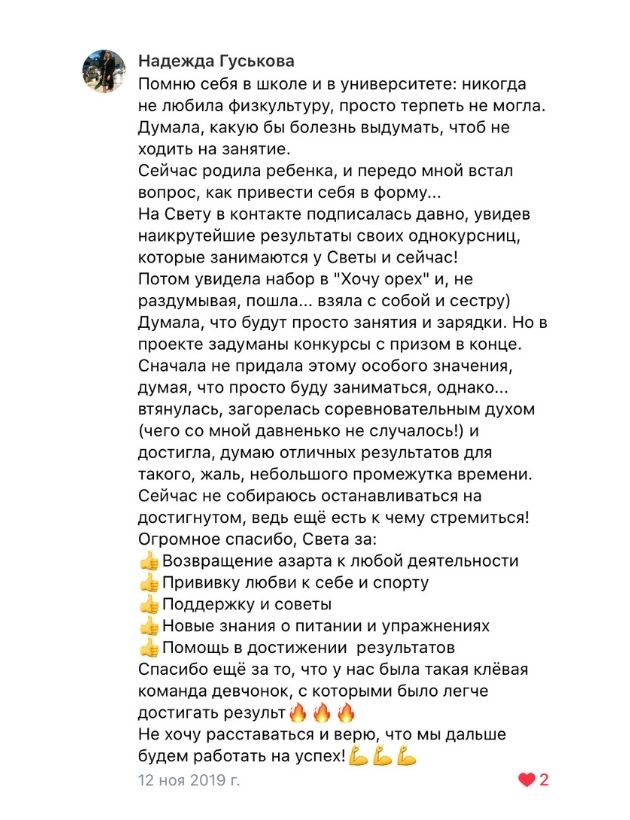 Надежда Гуськова
Помню себя в школе и в университете: никогда
не любила физкультуру, просто терпеть не могла.
Думала, какую бы болезнь выдумать, чтоб не
ходить на занятие.
Сейчас родила ребенка, и передо мной встал
вопрос, как привести себя в форму...
На Свету в контакте подписалась давно, увидев
наикрутейшие результаты своих однокурсниц,
которые занимаются у Светы и сейчас!
Потом увидела набор в "Хочу орех" и, не
раздумывая, пошла... взяла с собой и сестру)
Думала, что будут просто занятия и зарядки. Но в
проекте задуманы конкурсы с призом в конце.
Сначала не придала этому особого значения,
думая, что просто буду заниматься, однако...
втянулась, загорелась соревновательным духом
(чего со мной давненько не случалось!) и
достигла, думаю отличных результатов для
такого, жаль, небольшого промежутка времени.
Сейчас не собираюсь останавливаться на
достигнутом, ведь ещё есть к чему стремиться!
Огромное спасибо, Света за:
👍Возвращение азарта к любой деятельности
👍Прививку любви к себе и спорту
👍Поддержку и советы
👍Новые знания о питании и упражнениях
👍Помощь в достижении результатов
Спасибо ещё за то, что у нас была такая клёвая
команда девчонок, с которыми было легче
достигать результ🔥🔥🔥
Не хочу расставаться и верю, что мы дальше
будем работать на успех!💪💪💪
12 ноя 2019 г. ❤ 2